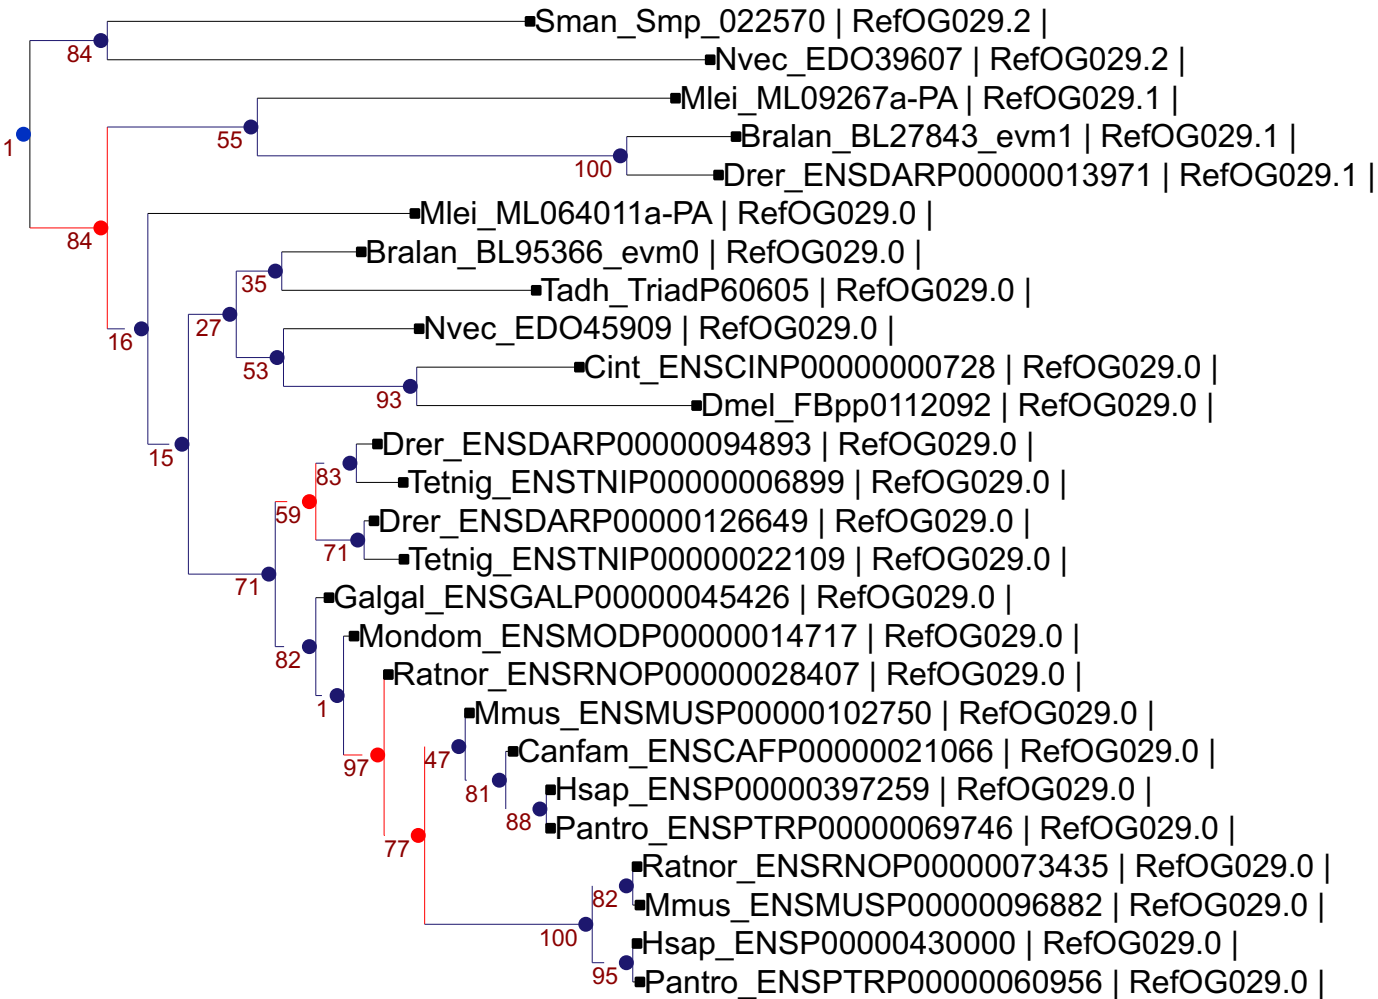 Sman_Smp_022570 | RefOG029.2 |
84
Nvec_EDO39607 | RefOG029.2 |
Mlei_ML09267a-PA | RefOG029.1 |
1
55
Bralan_BL27843_evm1 | RefOG029.1 |
100
Drer_ENSDARP00000013971 | RefOG029.1 |
84
Mlei_ML064011a-PA | RefOG029.0 |
Bralan_BL95366_evm0 | RefOG029.0 |
35
Tadh_TriadP60605 | RefOG029.0 |
27
16
Nvec_EDO45909 | RefOG029.0 |
53
Cint_ENSCINP00000000728 | RefOG029.0 |
93
Dmel_FBpp0112092 | RefOG029.0 |
15
Drer_ENSDARP00000094893 | RefOG029.0 |
83
Tetnig_ENSTNIP00000006899 | RefOG029.0 |
59
Drer_ENSDARP00000126649 | RefOG029.0 |
71
Tetnig_ENSTNIP00000022109 | RefOG029.0 |
71
Galgal_ENSGALP00000045426 | RefOG029.0 |
Mondom_ENSMODP00000014717 | RefOG029.0 |
82
Ratnor_ENSRNOP00000028407 | RefOG029.0 |
1
Mmus_ENSMUSP00000102750 | RefOG029.0 |
47
Canfam_ENSCAFP00000021066 | RefOG029.0 |
97
81
Hsap_ENSP00000397259 | RefOG029.0 |
88
Pantro_ENSPTRP00000069746 | RefOG029.0 |
77
Ratnor_ENSRNOP00000073435 | RefOG029.0 |
82
Mmus_ENSMUSP00000096882 | RefOG029.0 |
100
Hsap_ENSP00000430000 | RefOG029.0 |
95
Pantro_ENSPTRP00000060956 | RefOG029.0 |